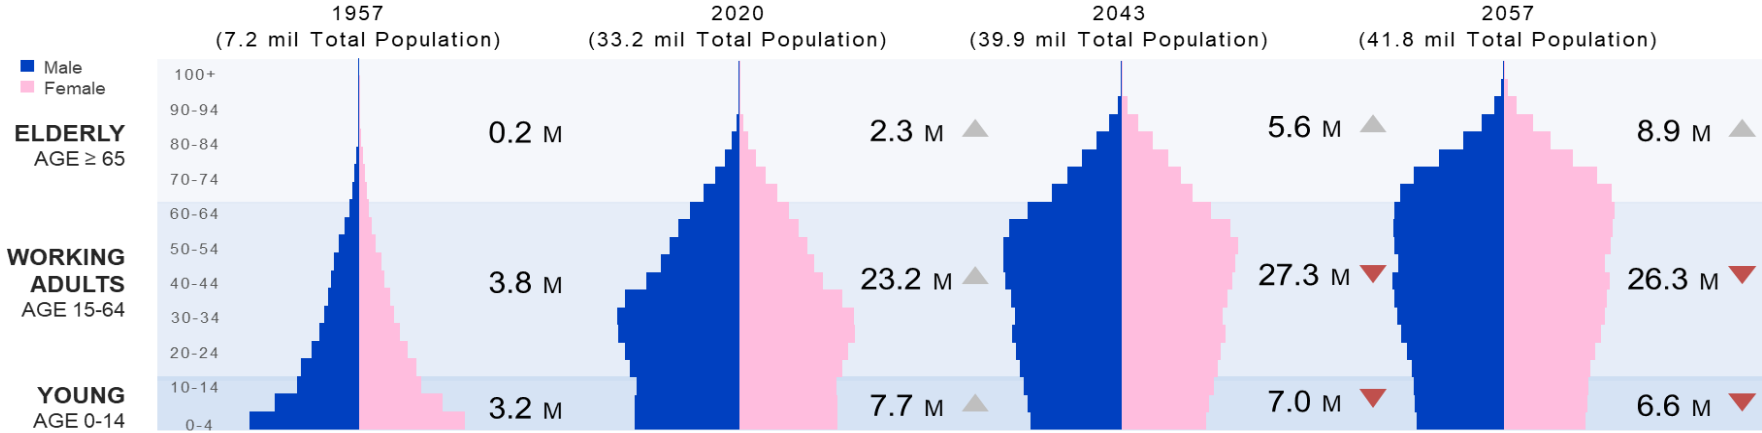 1957
(7.2 mil Total Population)
2020
(33.2 mil Total Population)
2043
(39.9 mil Total Population)
2057
(41.8 mil Total Population)
Male
Female
ELDERLY
AGE ≥ 65
WORKING
ADULTS
AGE 15-64
YOUNG
AGE 0-14
100+
90-94
80-84
70-74
60-64
50-54
40-44
30-34
20-24
10-14
0-4
0.2 M
3.8 M
3.2 M
2.3 M
23.2 M
7.7 M
5.6 M
27.3 M
7.0 M
8.9 M
26.3 M
6.6 M